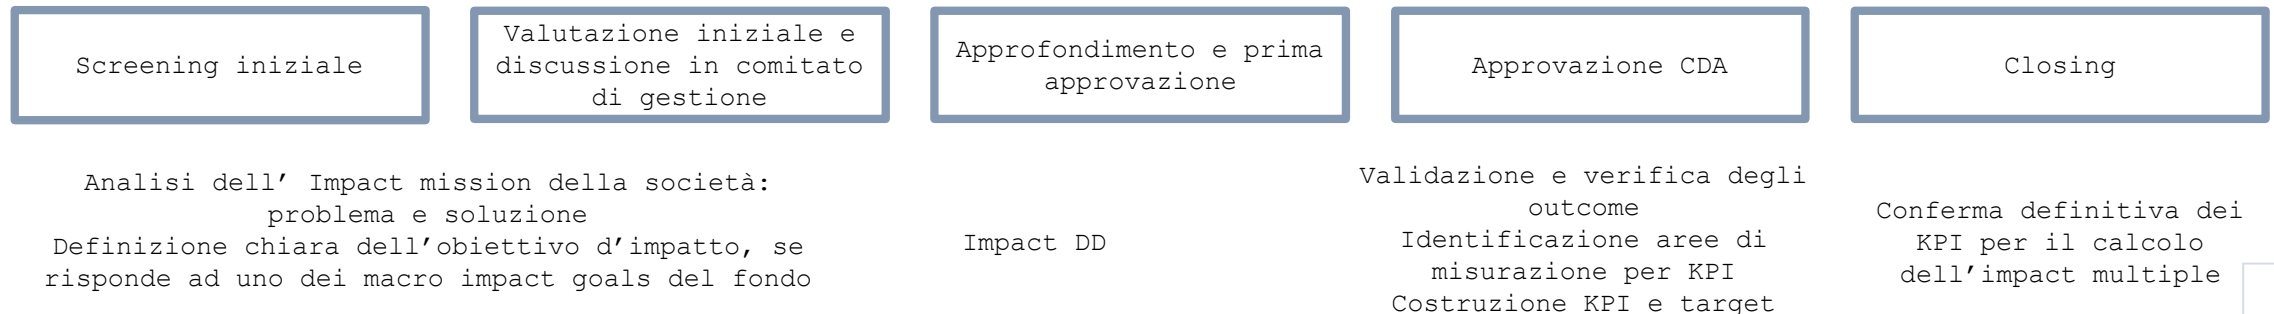 Screening iniziale
Valutazione iniziale e
discussione in comitato
di gestione
Approfondimento e prima
approvazione
Approvazione CDA
Closing
Analisi dell’ Impact mission della società:
problema e soluzione
Definizione chiara dell’obiettivo d’impatto, se
risponde ad uno dei macro impact goals del fondo
Impact DD
Validazione e verifica degli
outcome
Identificazione aree di
misurazione per KPI
Costruzione KPI e target
Conferma definitiva dei
KPI per il calcolo
dell’impact multiple